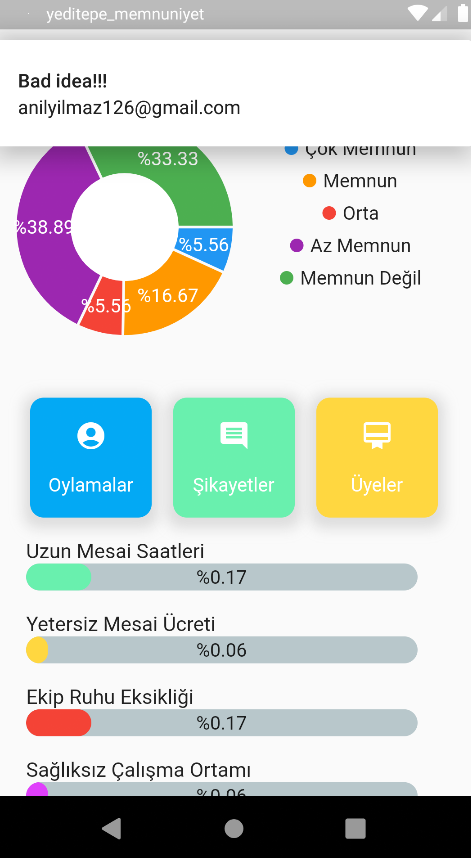 yeditepe_memnuniyet
Bad idea!!!
anilyilmaz126@gmail.com
%33.33
%38.89
%5.56
%16.67
%5.56
Çok Memnun
Memnun
Orta
Az Memnun
Memnun Değil
Oylamalar
Şikayetler
Üyeler
Uzun Mesai Saatleri
%0.17
Yetersiz Mesai Ücreti
%0.06
Ekip Ruhu Eksikliği
%0.17
Sağlıksız Çalışma Ortamı
%0.06